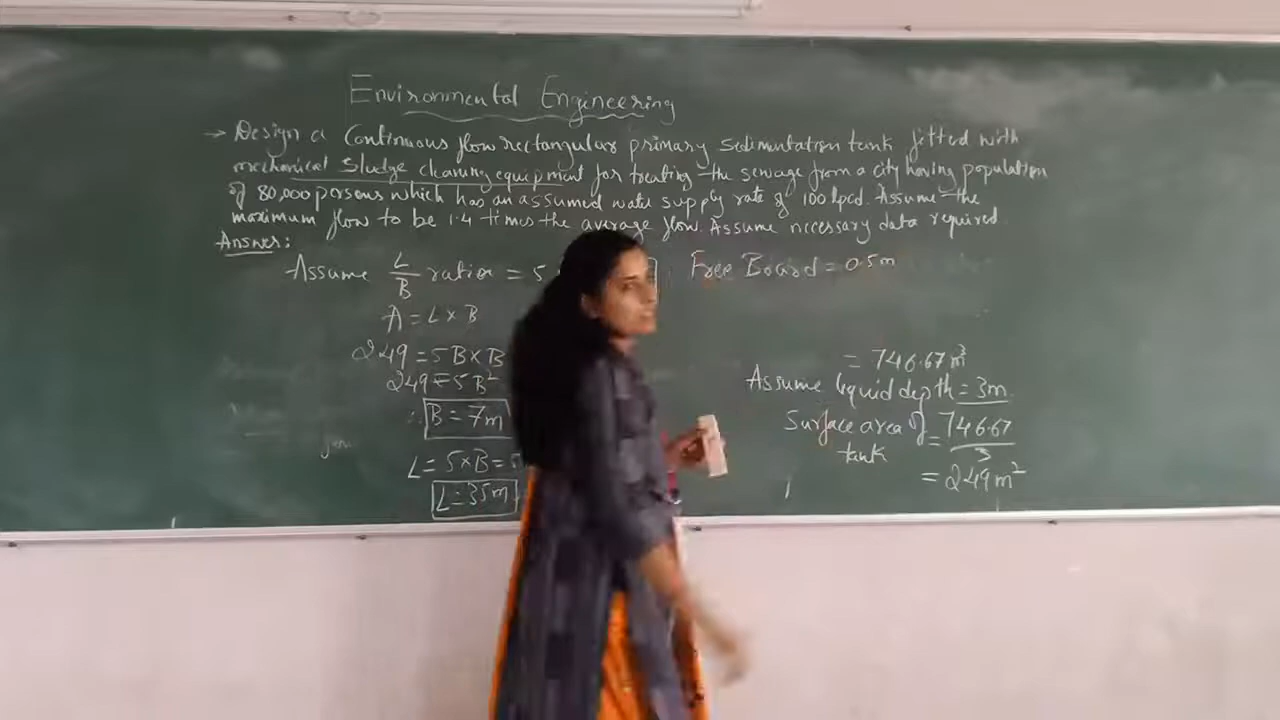 Environmental Engineering
→ Design a Continuous flow rectangular primary sedimentation tank fitted with
mechanical sludge cleaning equipment for treating the sewage from a city having population
of 80,000 persons which has an assumed water supply rate of 100 lpcd. Assume the
maximum flow to be 1.4 times the average flow. Assume necessary data required
Answer:
Assume L/B ratio = 5
A = L × B
249 = 5B × B
249 = 5B²
∴ B = 7m
L = 5×B = 5
L = 35m
Free Board = 0.5m
= 746.67 m³
Assume liquid depth = 3m
Surface area of tank = 746.67/3
= 249 m²